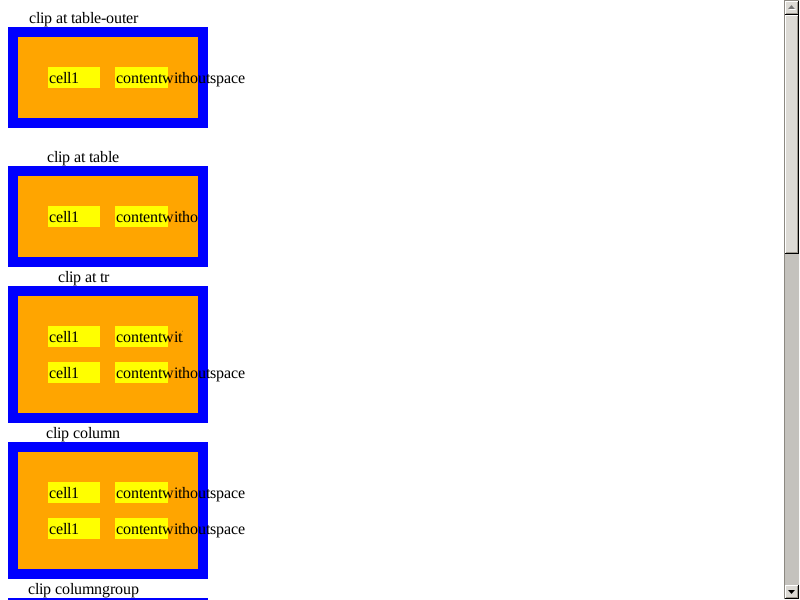 clip at table-outer
cell1 contentwithoutspace
clip at table
cell1 contentwitho
clip at tr
cell1 contentwit
cell1 contentwithoutspace
clip column
cell1 contentwithoutspace
cell1 contentwithoutspace
clip columngroup